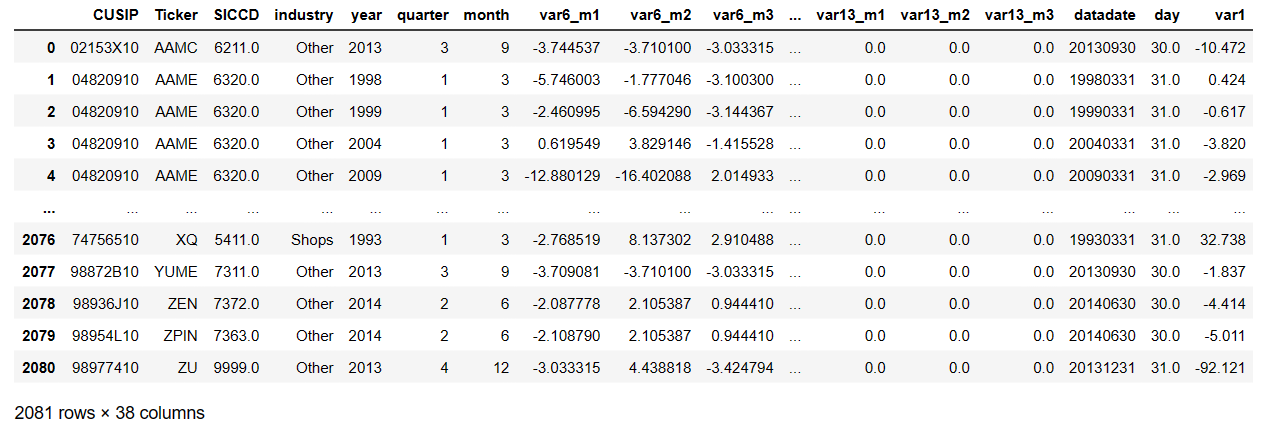 CUSIP Ticker SICCD industry year quarter month var6_m1 var6_m2 var6_m3 ... var13_m1 var13_m2 var13_m3 datadate day var1
0 02153X10 AAMC 6211.0 Other 2013 3 9 -3.744537 -3.710100 -3.033315 ... 0.0 0.0 0.0 20130930 30.0 -10.472
1 04820910 AAME 6320.0 Other 1998 1 3 -5.746003 -1.777046 -3.100300 ... 0.0 0.0 0.0 19980331 31.0 0.424
2 04820910 AAME 6320.0 Other 1999 1 3 -2.460995 -6.594290 -3.144367 ... 0.0 0.0 0.0 19990331 31.0 -0.617
3 04820910 AAME 6320.0 Other 2004 1 3 0.619549 3.829146 -1.415528 ... 0.0 0.0 0.0 20040331 31.0 -3.820
4 04820910 AAME 6320.0 Other 2009 1 3 -12.880129 -16.402088 2.014933 ... 0.0 0.0 0.0 20090331 31.0 -2.969
... ... ... ... ... ... ... ... ... ... ... ... ... ... ... ... ... ...
2076 74756510 XQ 5411.0 Shops 1993 1 3 -2.768519 8.137302 2.910488 ... 0.0 0.0 0.0 19930331 31.0 32.738
2077 98872B10 YUME 7311.0 Other 2013 3 9 -3.709081 -3.710100 -3.033315 ... 0.0 0.0 0.0 20130930 30.0 -1.837
2078 98936J10 ZEN 7372.0 Other 2014 2 6 -2.087778 2.105387 0.944410 ... 0.0 0.0 0.0 20140630 30.0 -4.414
2079 98954L10 ZPIN 7363.0 Other 2014 2 6 -2.108790 2.105387 0.944410 ... 0.0 0.0 0.0 20140630 30.0 -5.011
2080 98977410 ZU 9999.0 Other 2013 4 12 -3.033315 4.438818 -3.424794 ... 0.0 0.0 0.0 20131231 31.0 -92.121
2081 rows × 38 columns